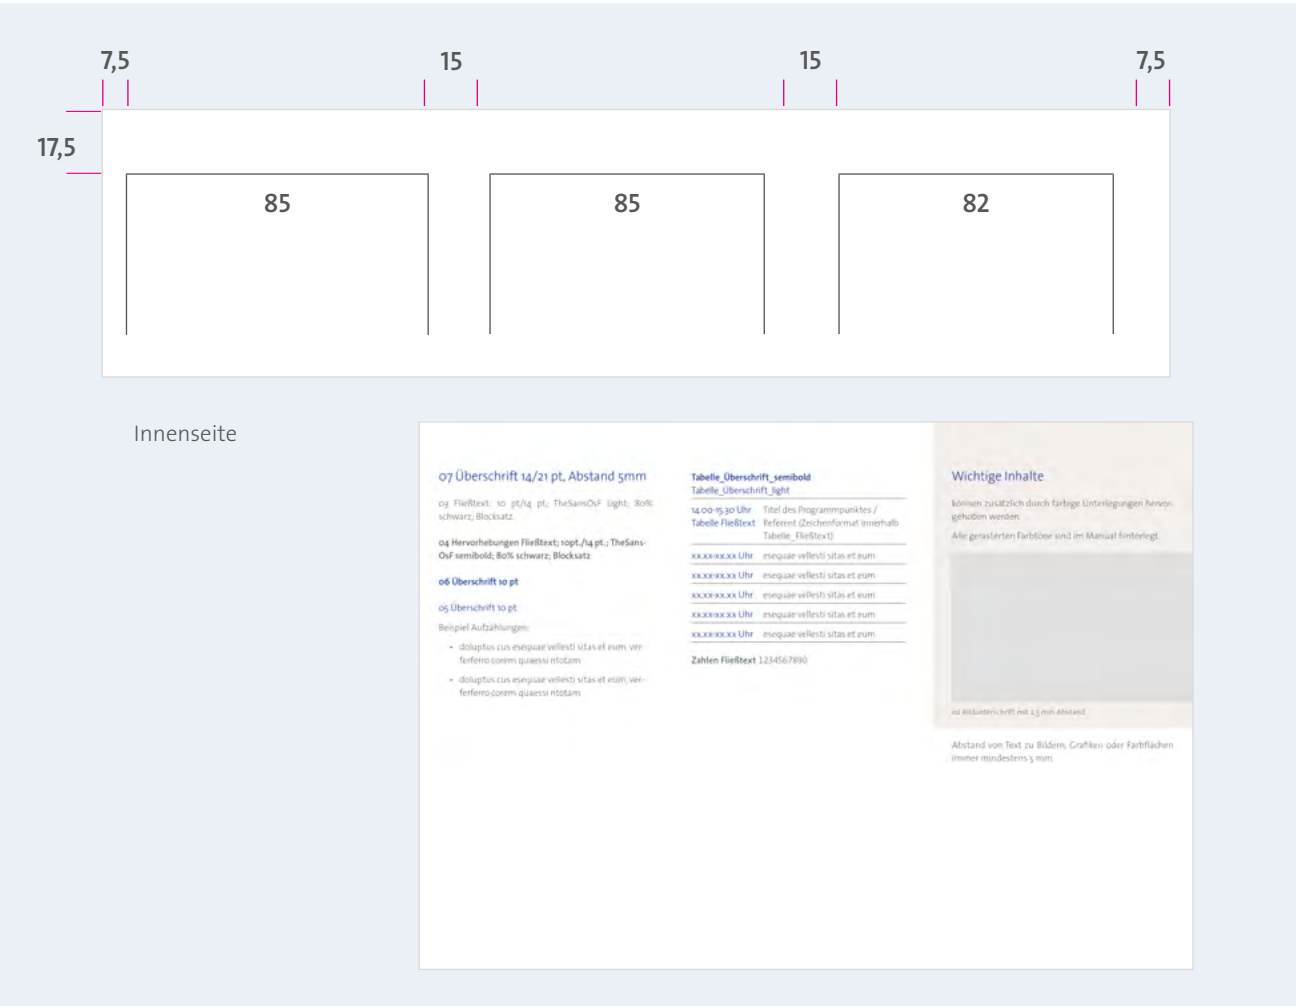 7,5 15 15 7,5
17,5
85 85 82
Innenseite
07 Überschrift 14/21 pt, Abstand 5mm
03 Fließtext: 10 pt/14 pt; TheSansOsF light; 80%
schwarz; Blocksatz
04 Hervorhebungen Fließtext; 10pt./14 pt.; TheSans-
OsF semibold; 80% schwarz; Blocksatz
06 Überschrift 10 pt
05 Überschrift 10 pt
Beispiel Aufzählungen:
• doluptus cus esequae vellesti sitas et eum, ver-
ferferro corem quaessi ntotam
• doluptus cus esequae vellesti sitas et eum, ver-
ferferro corem quaessi ntotam
Tabelle_Überschrift_semibold
Tabelle_Überschrift_light
14.00-15.30 Uhr Titel des Programmpunktes /
Tabelle Fließtext Referent (Zeichenformat innerhalb
Tabelle_Fließtext)
xx.xx-xx.xx Uhr esequae vellesti sitas et eum
xx.xx-xx.xx Uhr esequae vellesti sitas et eum
xx.xx-xx.xx Uhr esequae vellesti sitas et eum
xx.xx-xx.xx Uhr esequae vellesti sitas et eum
xx.xx-xx.xx Uhr esequae vellesti sitas et eum
Zahlen Fließtext 1234567890
Wichtige Inhalte
können zusätzlich durch farbige Unterlegungen hervor-
gehoben werden.
Alle gerasterten Farbtöne sind im Manual hinterlegt.
02 Bildunterschrift mit 2,5 mm Abstand
Abstand von Text zu Bildern, Grafiken oder Farbflächen
immer mindestens 5 mm.